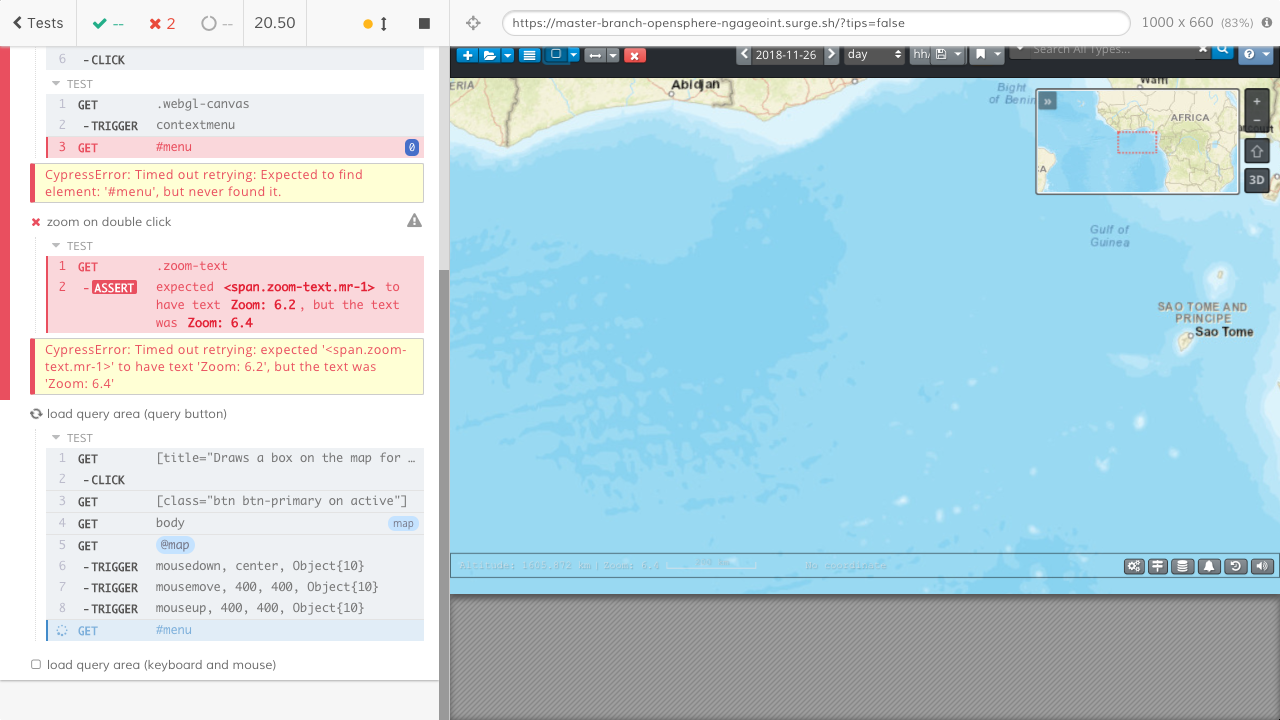 Tests
--
2
--
20.50
https://master-branch-opensphere-ngageoint.surge.sh/?tips=false
1000 x 660 (83%)
6 -CLICK
TEST
1 GET .webgl-canvas
2 -TRIGGER contextmenu
3 GET #menu 0
CypressError: Timed out retrying: Expected to find
element: '#menu', but never found it.
zoom on double click
TEST
1 GET .zoom-text
2 -ASSERT expected <span.zoom-text.mr-1> to
have text Zoom: 6.2, but the text
was Zoom: 6.4
CypressError: Timed out retrying: expected '<span.zoom-
text.mr-1>' to have text 'Zoom: 6.2', but the text was
'Zoom: 6.4'
load query area (query button)
TEST
1 GET [title="Draws a box on the map for …
2 -CLICK
3 GET [class="btn btn-primary on active"]
4 GET body map
5 GET @map
6 -TRIGGER mousedown, center, Object{10}
7 -TRIGGER mousemove, 400, 400, Object{10}
8 -TRIGGER mouseup, 400, 400, Object{10}
GET #menu
load query area (keyboard and mouse)
2018-11-26 day hh
Search All Types...
ERIA
Abidjan
Bight
of Benin
Warri
AFRICA
3D
Gulf of
Guinea
SAO TOME AND
PRINCIPE
Sao Tome
No coordinate